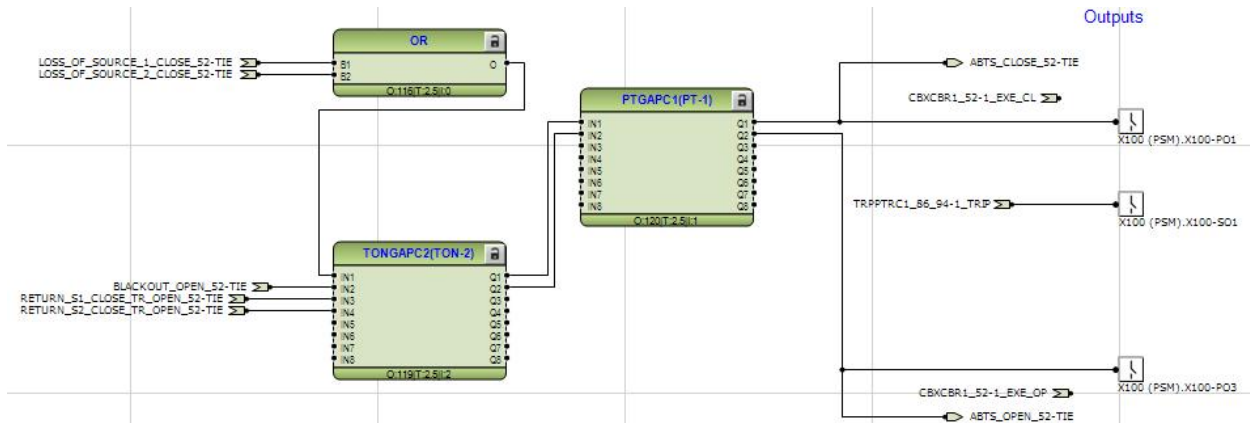 Outputs
OR
LOSS_OF_SOURCE_1_CLOSE_52-TIE
LOSS_OF_SOURCE_2_CLOSE_52-TIE
B1
B2
O
O:116|T:2.5|I:0
PTGAPC1(PT-1)
IN1
IN2
IN3
IN4
IN5
IN6
IN7
IN8
Q1
Q2
Q3
Q4
Q5
Q6
Q7
Q8
O:120|T:2.5|I:1
TONGAPC2(TON-2)
BLACKOUT_OPEN_52-TIE
RETURN_S1_CLOSE_TR_OPEN_52-TIE
RETURN_S2_CLOSE_TR_OPEN_52-TIE
IN1
IN2
IN3
IN4
IN5
IN6
IN7
IN8
Q1
Q2
Q3
Q4
Q5
Q6
Q7
Q8
O:119|T:2.5|I:2
ABTS_CLOSE_52-TIE
CBXCBR1_52-1_EXE_CL
X100 (PSM).X100-PO1
TRPPTRC1_86_94-1_TRIP
X100 (PSM).X100-SO1
X100 (PSM).X100-PO3
CBXCBR1_52-1_EXE_OP
ABTS_OPEN_52-TIE